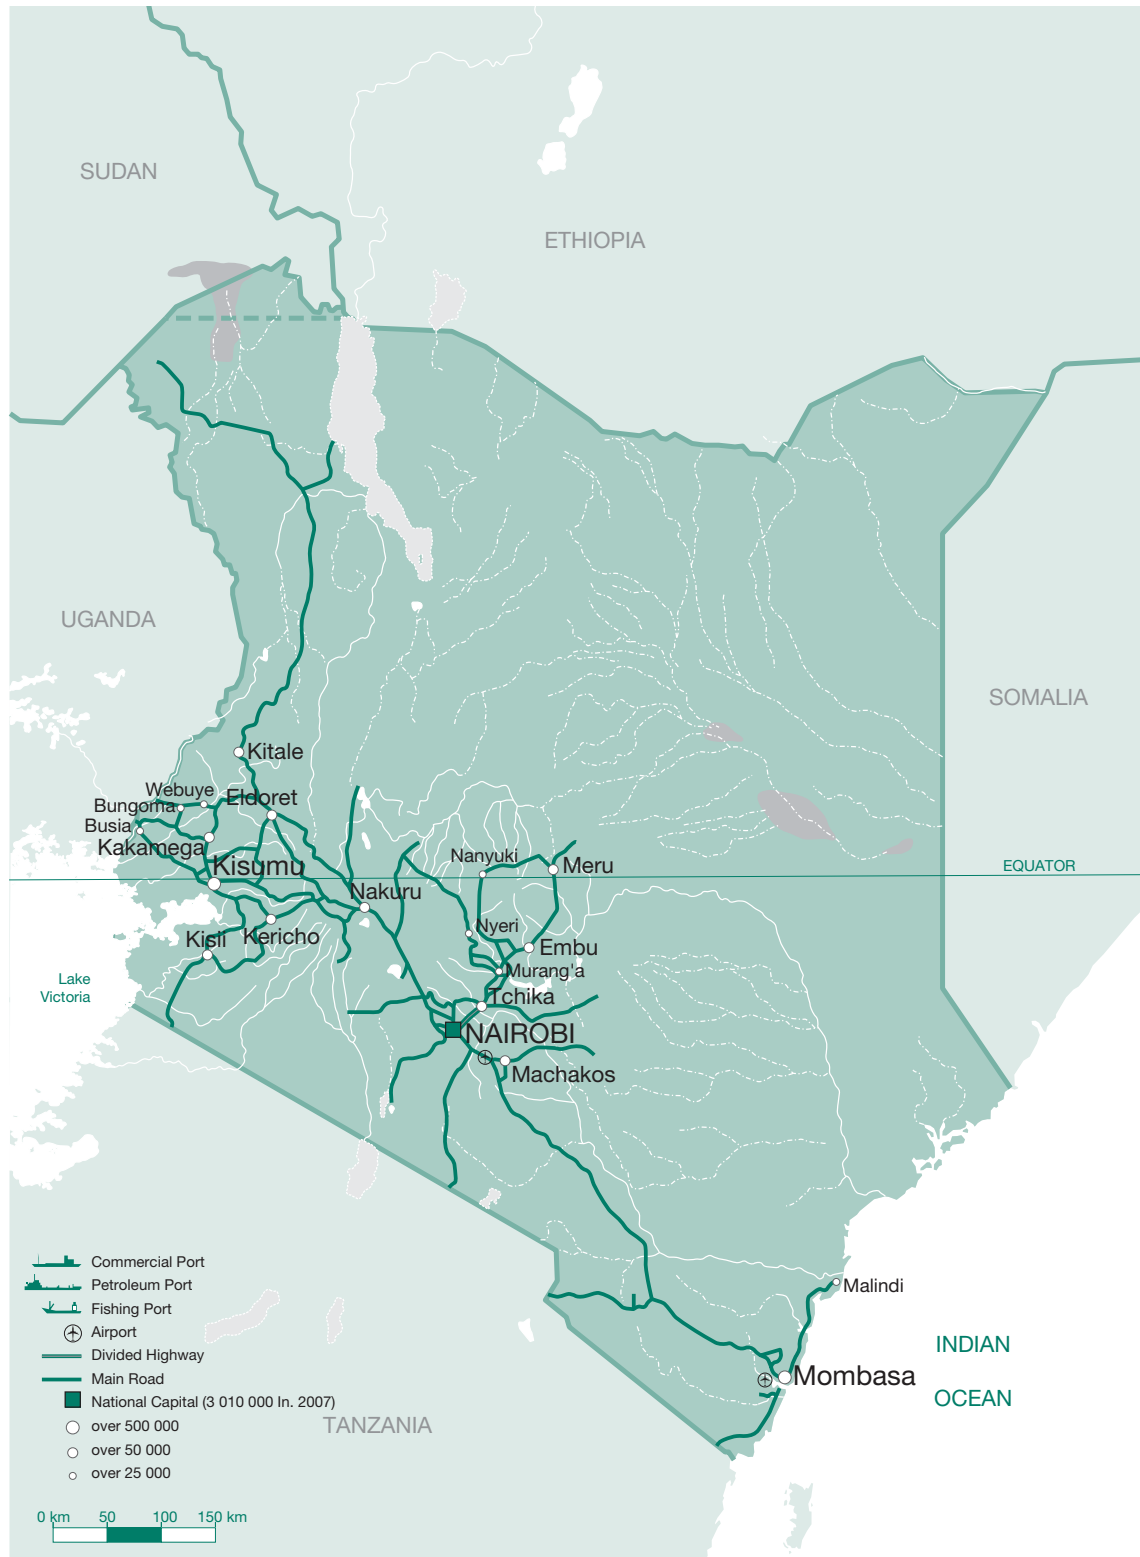 SUDAN
ETHIOPIA
UGANDA
SOMALIA
Kitale
Webuye
Eldoret
Bungoma
Busia
Kakamega
Kisumu
Nanyuki
Meru
EQUATOR
Nakuru
Nyeri
Kisii
Kericho
Embu
Murang'a
Lake
Victoria
Tchika
NAIROBI
Machakos
Commercial Port
Petroleum Port
Fishing Port
Airport
Divided Highway
Main Road
National Capital (3 010 000 In. 2007)
over 500 000
over 50 000
over 25 000
Malindi
INDIAN
Mombasa
OCEAN
TANZANIA
0 km 50 100 150 km